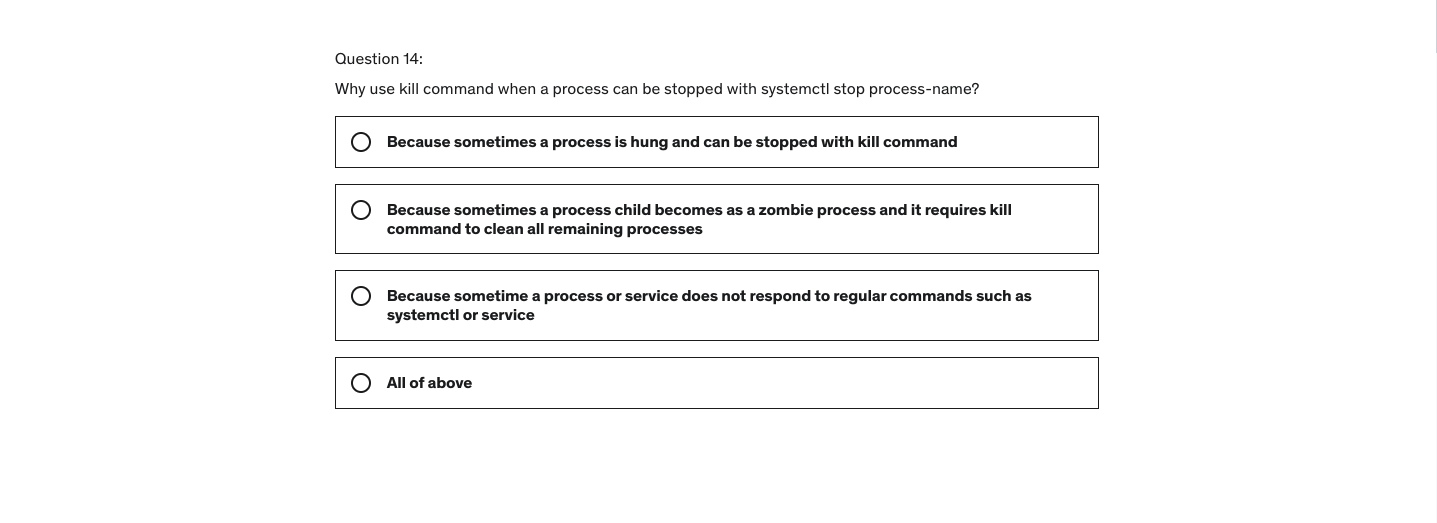 Question 14:
Why use kill command when a process can be stopped with systemctl stop process-name?
Because sometimes a process is hung and can be stopped with kill command
Because sometimes a process child becomes as a zombie process and it requires kill
command to clean all remaining processes
Because sometime a process or service does not respond to regular commands such as
systemctl or service
All of above